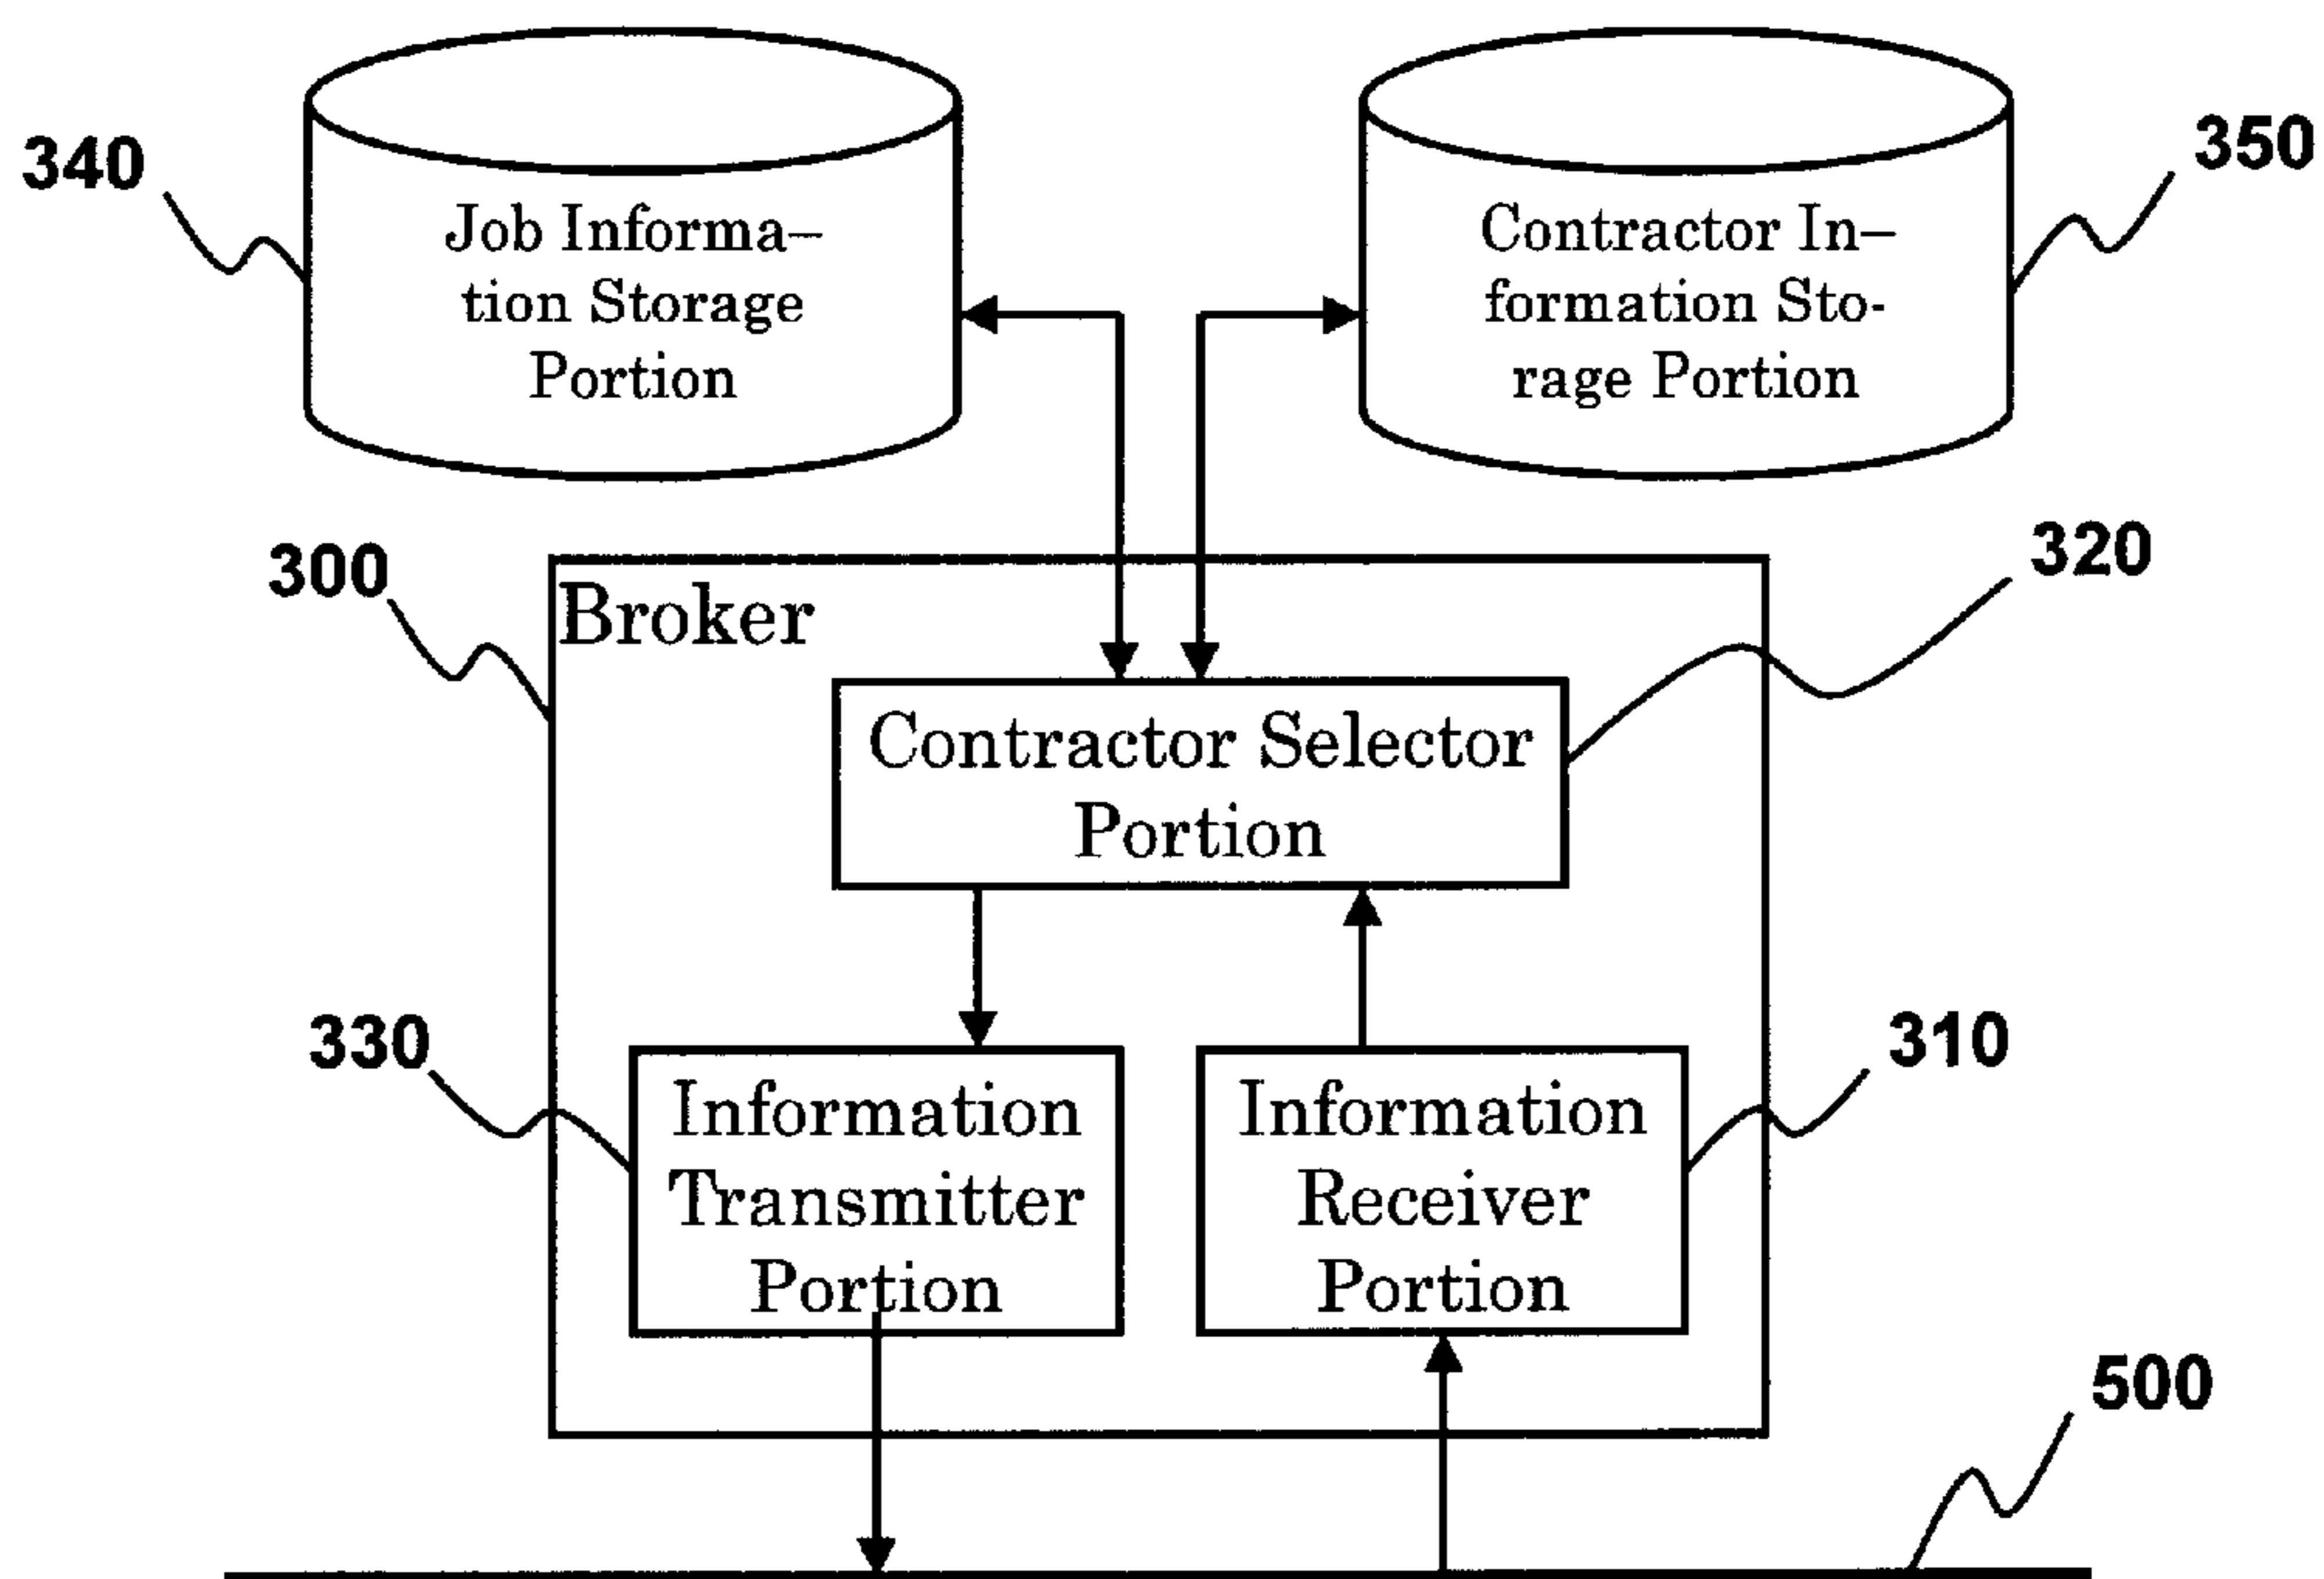 340
Job Informa–
tion Storage
Portion
350
Contractor In–
formation Sto-
rage Portion
300
Broker
320
Contractor Selector
Portion
330
Information
Transmitter
Portion
310
Information
Receiver
Portion
500